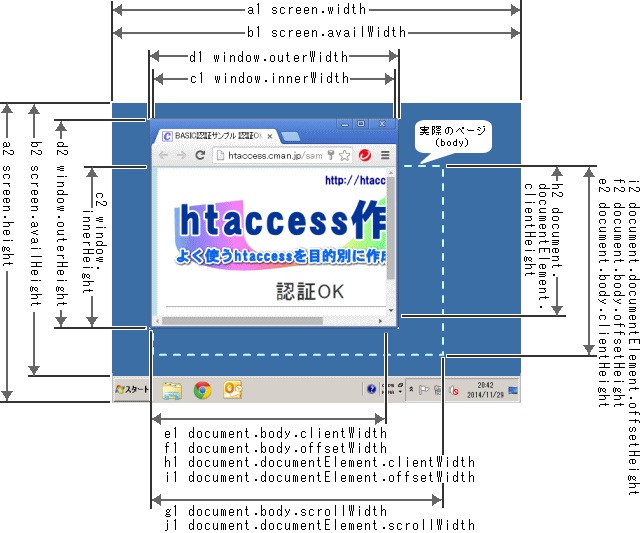 a1 screen.width
b1 screen.availWidth
d1 window.outerWidth
c1 window.innerWidth
a2 screen.height
b2 screen.availHeight
d2 window.outerHeight
c2 window.
innerHeight
BASIC認証サンプル 認証OK
htaccess.cman.jp/sam
実際のページ
(body)
http://htacc
htaccess作
よく使うhtaccessを目的別に作成
認証OK
h2 document.
documentElement.
clientHeight
i2 document.documentElement.offsetHeight
f2 document.body.offsetHeight
e2 document.body.clientHeight
スタート
20:42
2014/11/29
e1 document.body.clientWidth
f1 document.body.offsetWidth
h1 document.documentElement.clientWidth
i1 document.documentElement.offsetWidth
g1 document.body.scrollWidth
j1 document.documentElement.scrollWidth